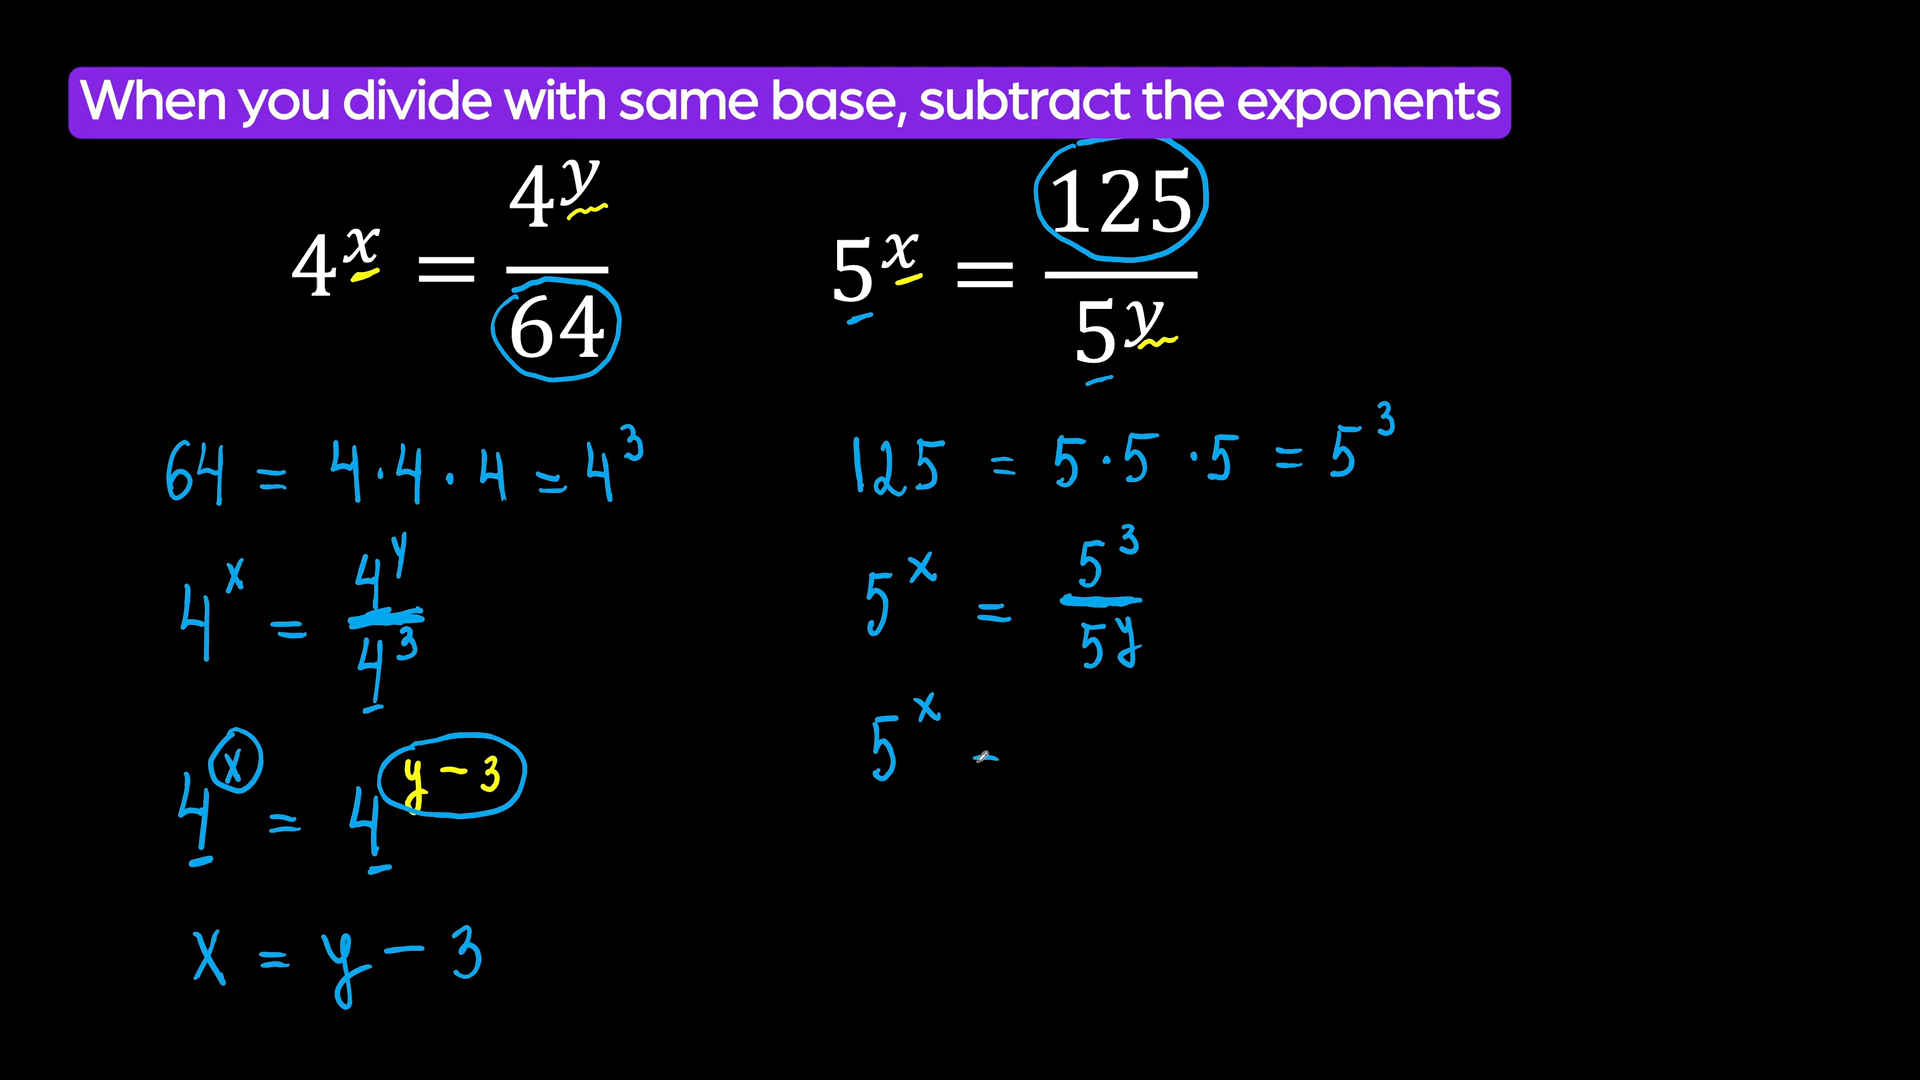 When you divide with same base, subtract the exponents
4^x = 4^y / 64
5^x = 125 / 5^y
64 = 4 · 4 · 4 = 4^3
4^x = 4^y / 4^3
4^x = 4^(y - 3)
x = y - 3
125 = 5 · 5 · 5 = 5^3
5^x = 5^3 / 5^y
5^x -